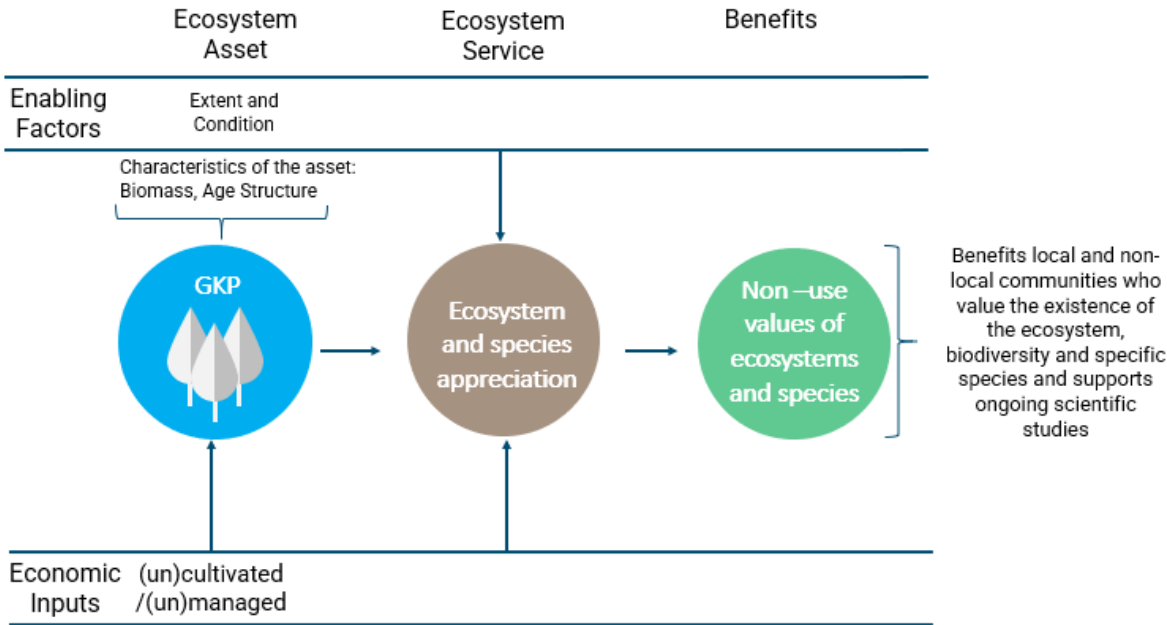 Ecosystem
Asset
Ecosystem
Service
Benefits
Enabling
Factors
Extent and
Condition
Characteristics of the asset:
Biomass, Age Structure
GKP
Ecosystem
and species
appreciation
Non –use
values of
ecosystems
and species
Benefits local and non-
local communities who
value the existence of
the ecosystem,
biodiversity and specific
species and supports
ongoing scientific
studies
Economic
Inputs
(un)cultivated
/(un)managed